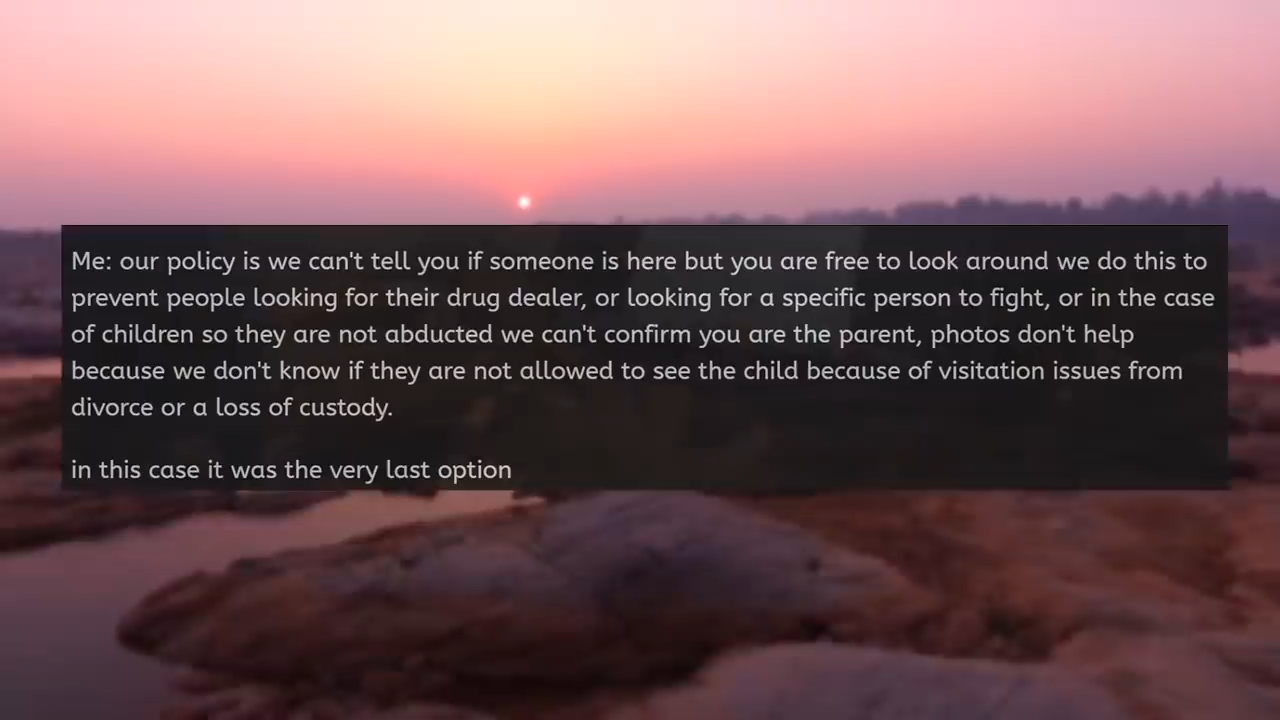 Me: our policy is we can't tell you if someone is here but you are free to look around we do this to
prevent people looking for their drug dealer, or looking for a specific person to fight, or in the case
of children so they are not abducted we can't confirm you are the parent, photos don't help
because we don't know if they are not allowed to see the child because of visitation issues from
divorce or a loss of custody.
in this case it was the very last option